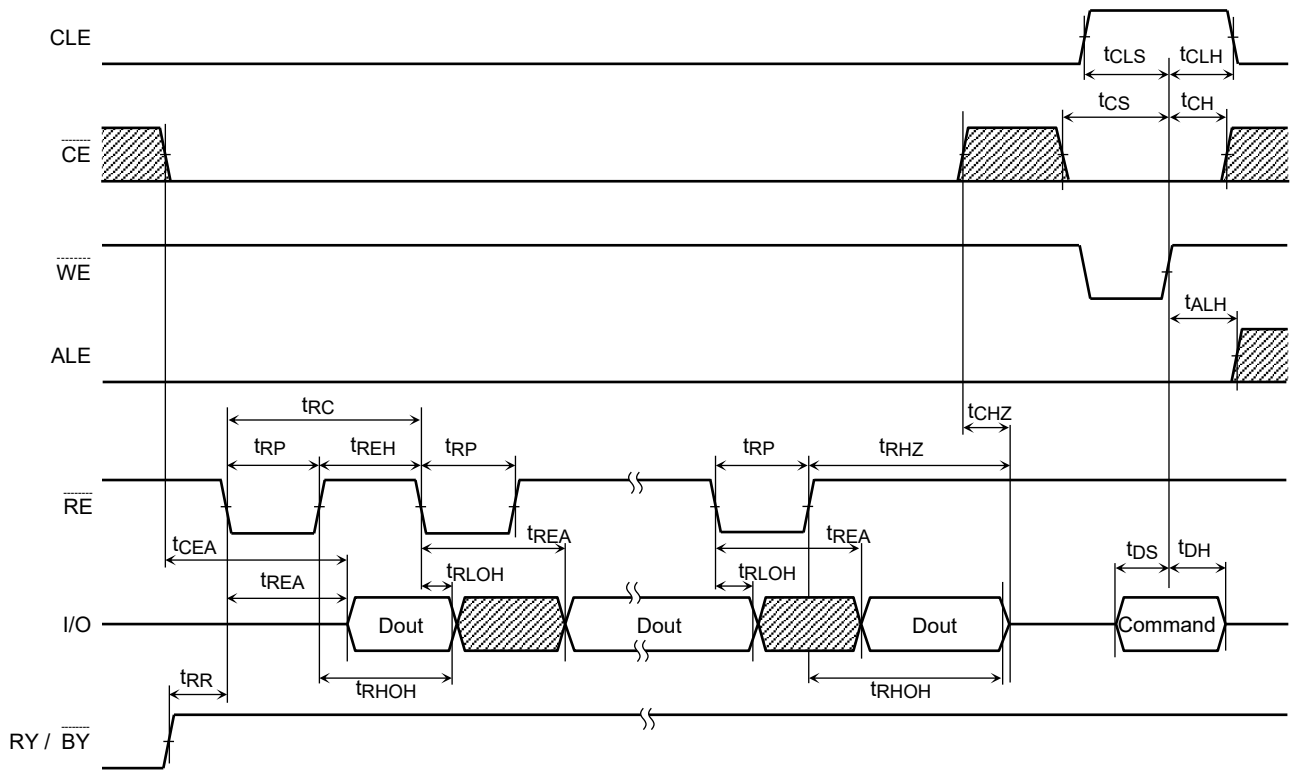 CLE
tCLS tCLH
tCS tCH
CE
WE
tALH
ALE
tRC
tCHZ
tRP tREH tRP tRP tRHZ
RE
tCEA tREA tREA
tREA tRLOH tRLOH tDS tDH
I/O Dout Dout Dout Command
tRR tRHOH tRHOH
RY / BY